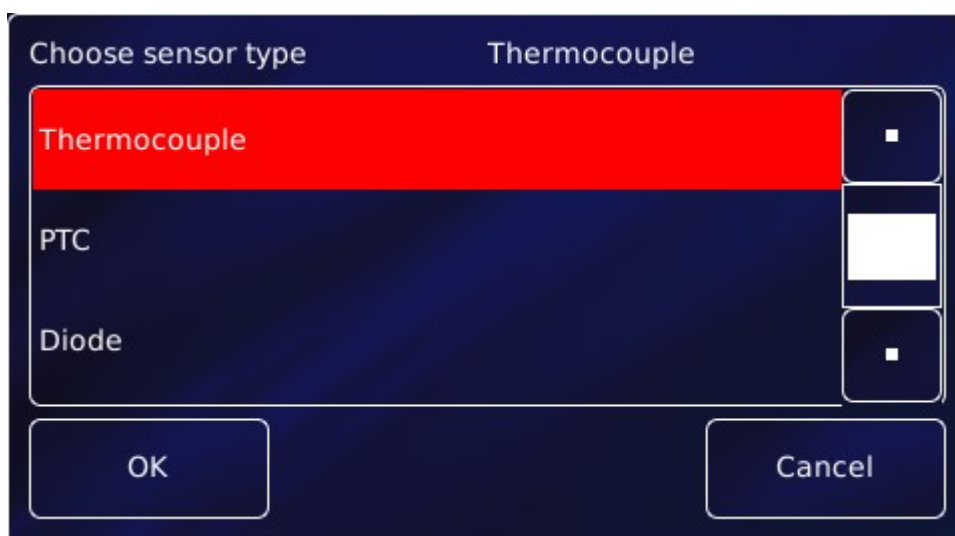 Choose sensor type Thermocouple
Thermocouple
PTC
Diode
OK Cancel